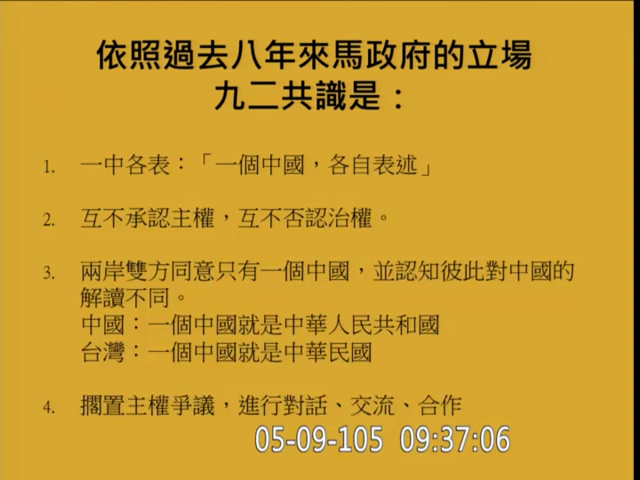 依照過去八年來馬政府的立場
九二共識是：
1. 一中各表：「一個中國，各自表述」
2. 互不承認主權，互不否認治權。
3. 兩岸雙方同意只有一個中國，並認知彼此對中國的
解讀不同。
中國：一個中國就是中華人民共和國
台灣：一個中國就是中華民國
4. 擱置主權爭議，進行對話、交流、合作
05-09-105 09:37:06